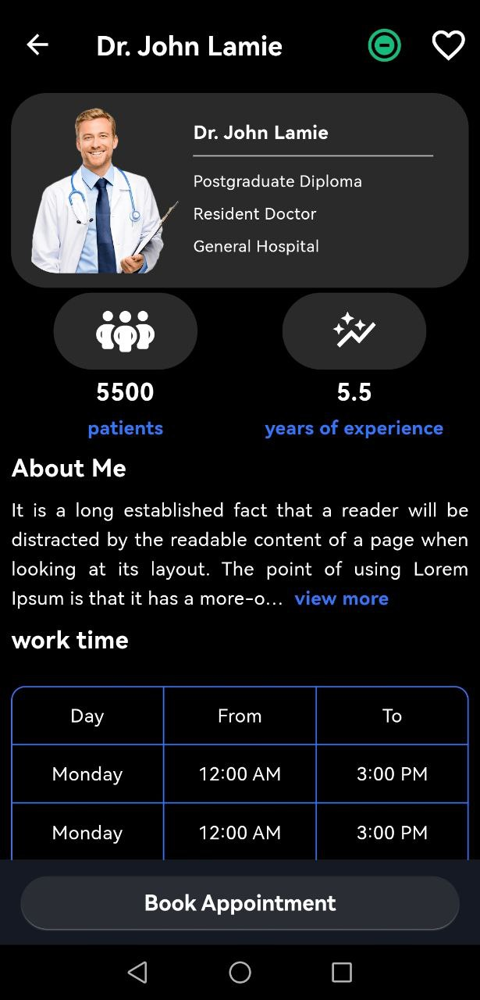 Dr. John Lamie
Dr. John Lamie
Postgraduate Diploma
Resident Doctor
General Hospital
5500
patients
5.5
years of experience
About Me
It is a long established fact that a reader will be
distracted by the readable content of a page when
looking at its layout. The point of using Lorem
Ipsum is that it has a more-o... view more
work time
Day From To
Monday 12:00 AM 3:00 PM
Monday 12:00 AM 3:00 PM
Book Appointment